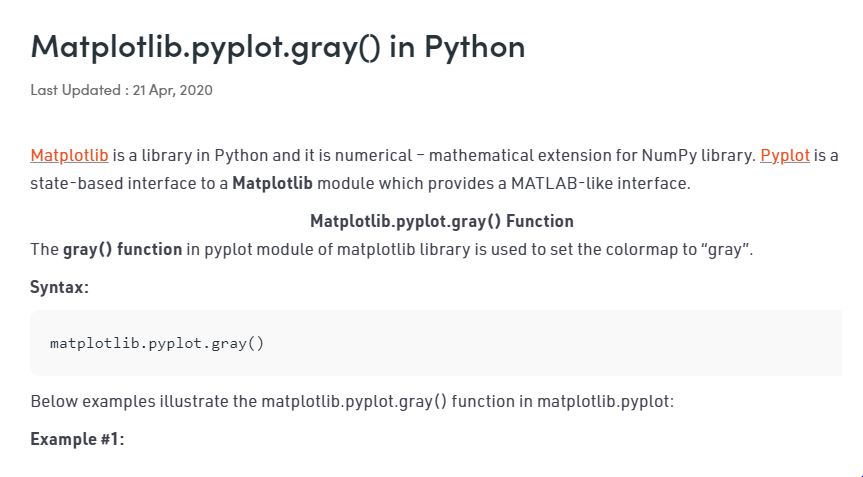 Matplotlib.pyplot.gray() in Python
Last Updated : 21 Apr, 2020
Matplotlib is a library in Python and it is numerical – mathematical extension for NumPy library. Pyplot is a
state-based interface to a Matplotlib module which provides a MATLAB-like interface.
Matplotlib.pyplot.gray() Function
The gray() function in pyplot module of matplotlib library is used to set the colormap to “gray”.
Syntax:
matplotlib.pyplot.gray()
Below examples illustrate the matplotlib.pyplot.gray() function in matplotlib.pyplot:
Example #1: